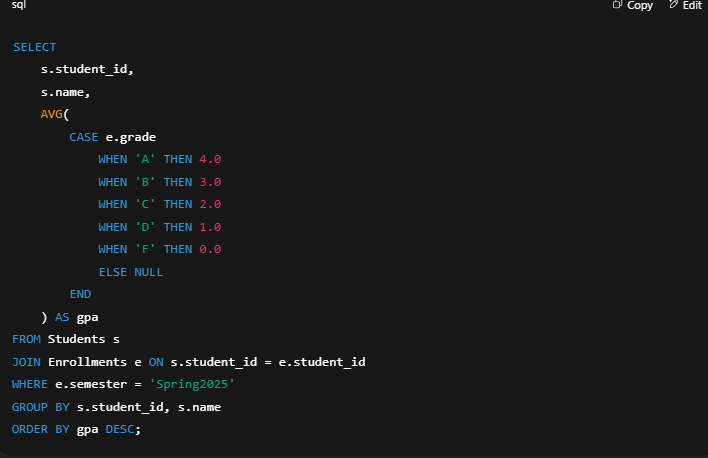 sql Copy Edit
SELECT
    s.student_id,
    s.name,
    AVG(
        CASE e.grade
            WHEN 'A' THEN 4.0
            WHEN 'B' THEN 3.0
            WHEN 'C' THEN 2.0
            WHEN 'D' THEN 1.0
            WHEN 'F' THEN 0.0
            ELSE NULL
        END
    ) AS gpa
FROM Students s
JOIN Enrollments e ON s.student_id = e.student_id
WHERE e.semester = 'Spring2025'
GROUP BY s.student_id, s.name
ORDER BY gpa DESC;